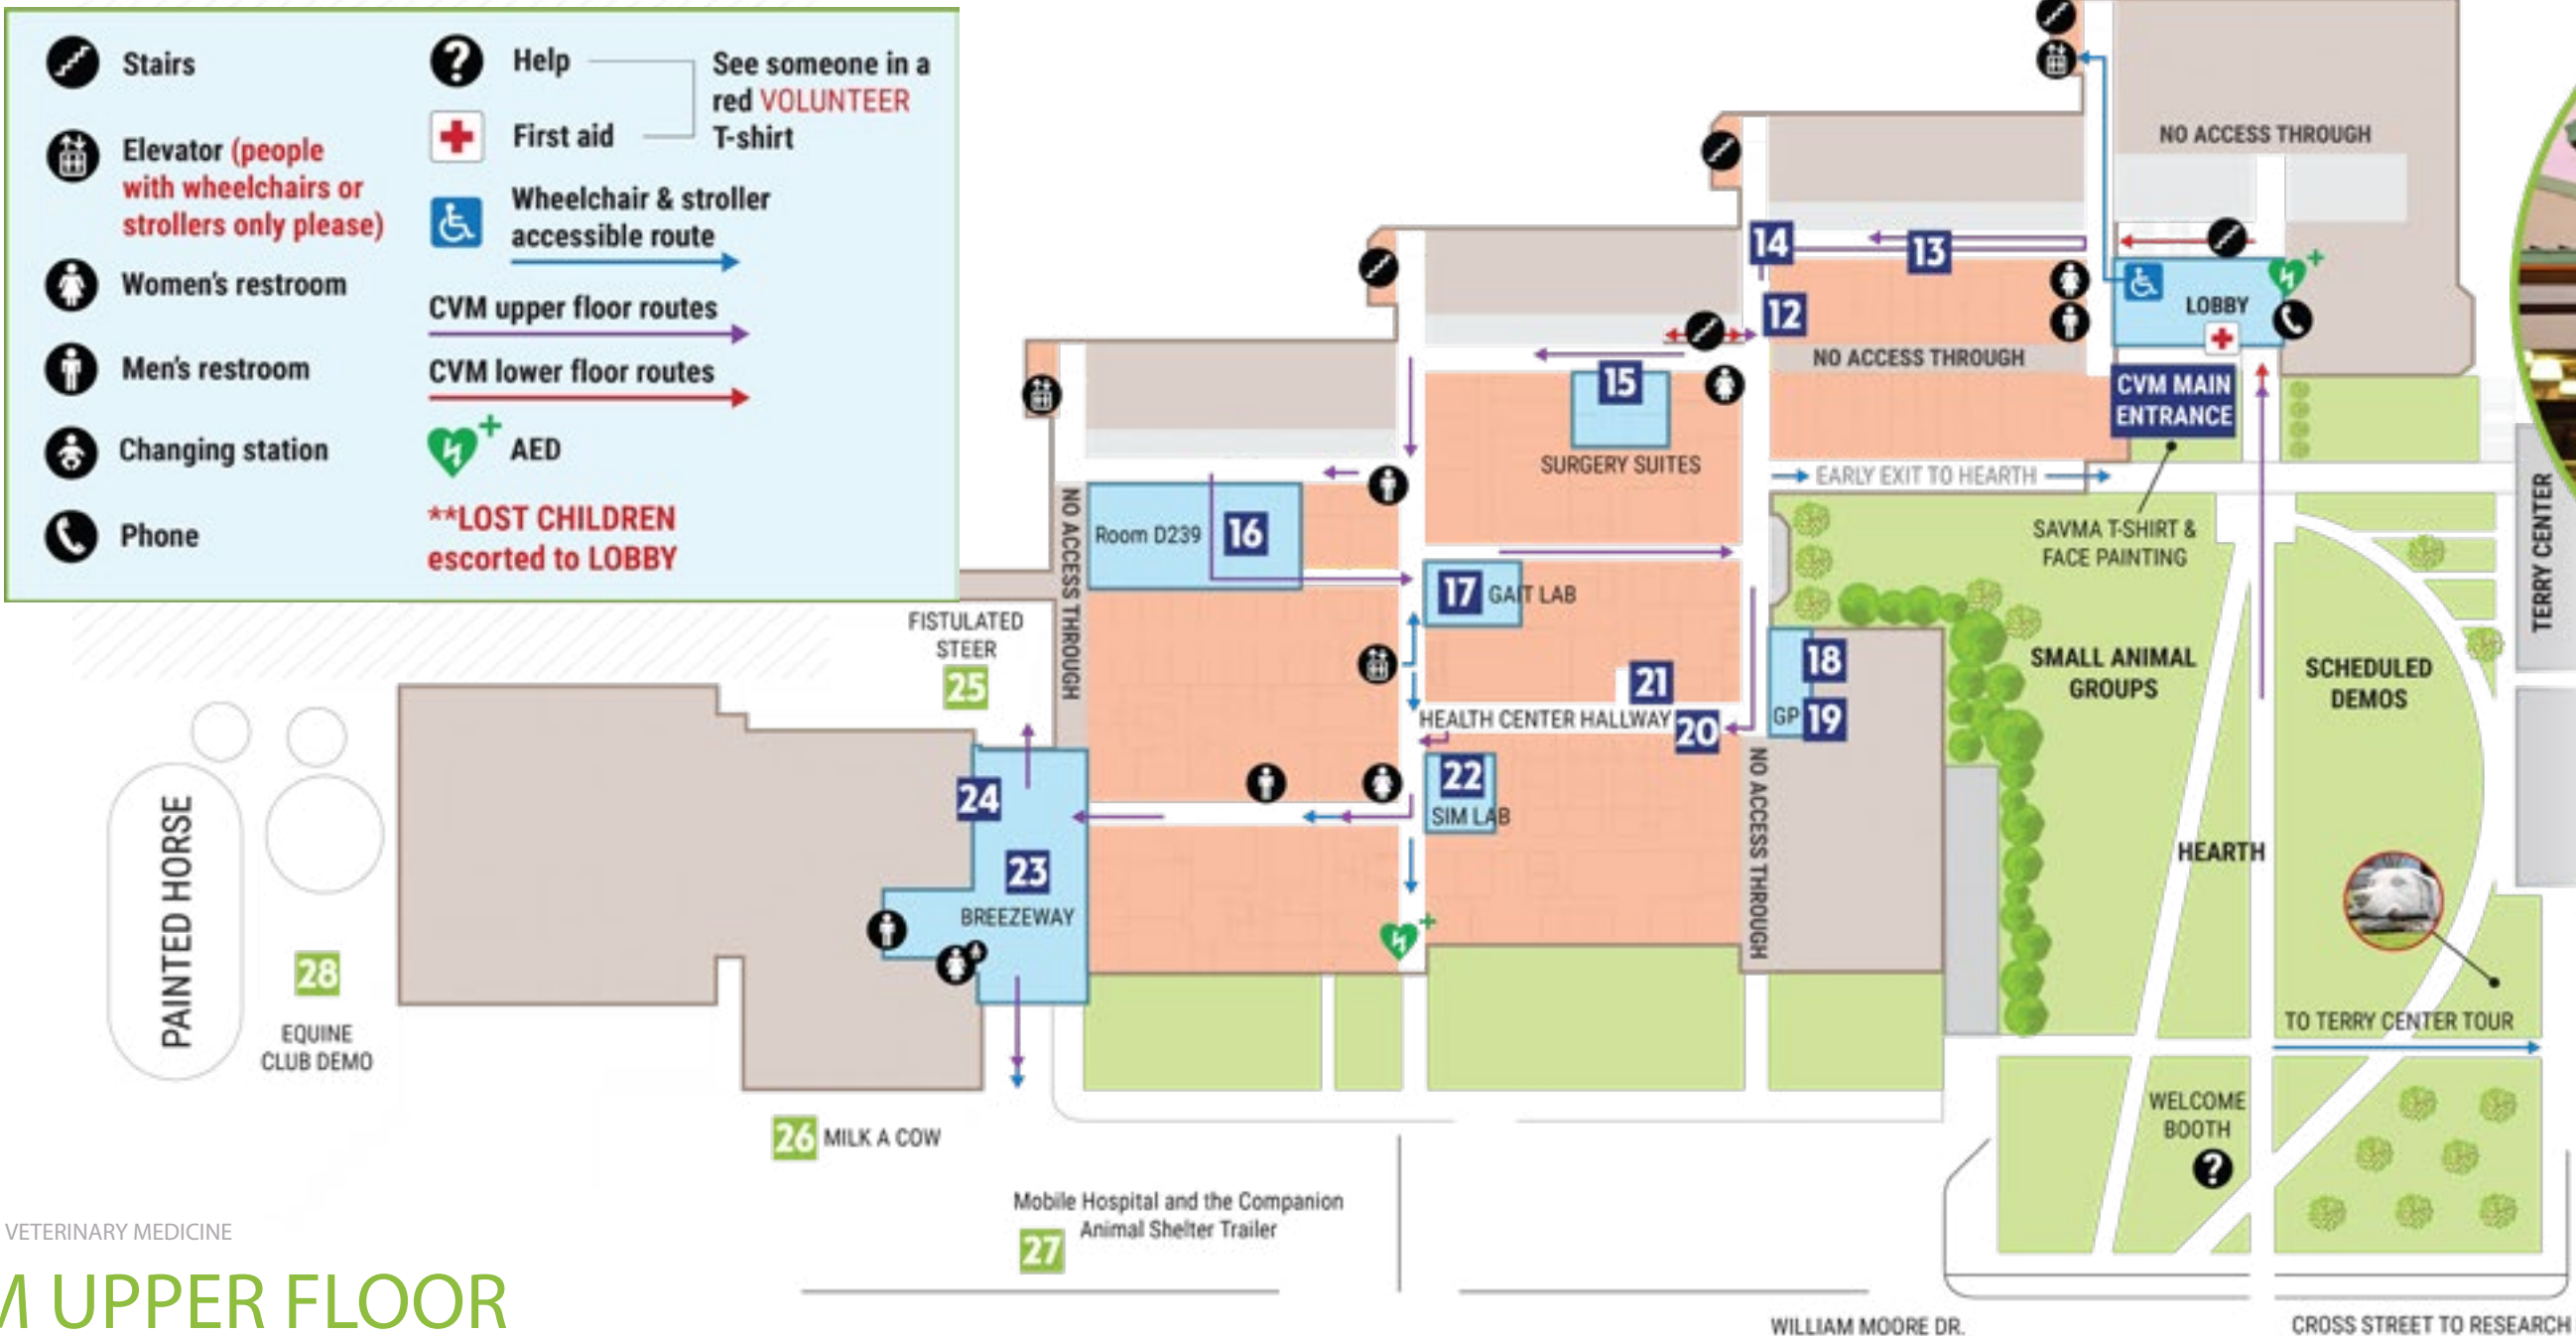 Stairs
Elevator (people
with wheelchairs or
strollers only please)
Women's restroom
Men's restroom
Changing station
Phone
? Help
First aid
See someone in a
red VOLUNTEER
T-shirt
Wheelchair & stroller
accessible route
CVM upper floor routes
CVM lower floor routes
AED
**LOST CHILDREN
escorted to LOBBY
NO ACCESS THROUGH
14
13
12
LOBBY
NO ACCESS THROUGH
CVM MAIN
ENTRANCE
15
SURGERY SUITES
EARLY EXIT TO HEARTH
SAVMA T-SHIRT &
FACE PAINTING
TERRY CENTER
NO ACCESS THROUGH
Room D239
16
17
GAIT LAB
FISTULATED
STEER
25
18
GP
19
21
HEALTH CENTER HALLWAY
20
SMALL ANIMAL
GROUPS
SCHEDULED
DEMOS
22
SIM LAB
NO ACCESS THROUGH
24
23
BREEZEWAY
HEARTH
PAINTED HORSE
28
EQUINE
CLUB DEMO
TO TERRY CENTER TOUR
26 MILK A COW
WELCOME
BOOTH
?
Mobile Hospital and the Companion
Animal Shelter Trailer
27
VETERINARY MEDICINE
M UPPER FLOOR
WILLIAM MOORE DR.
CROSS STREET TO RESEARCH